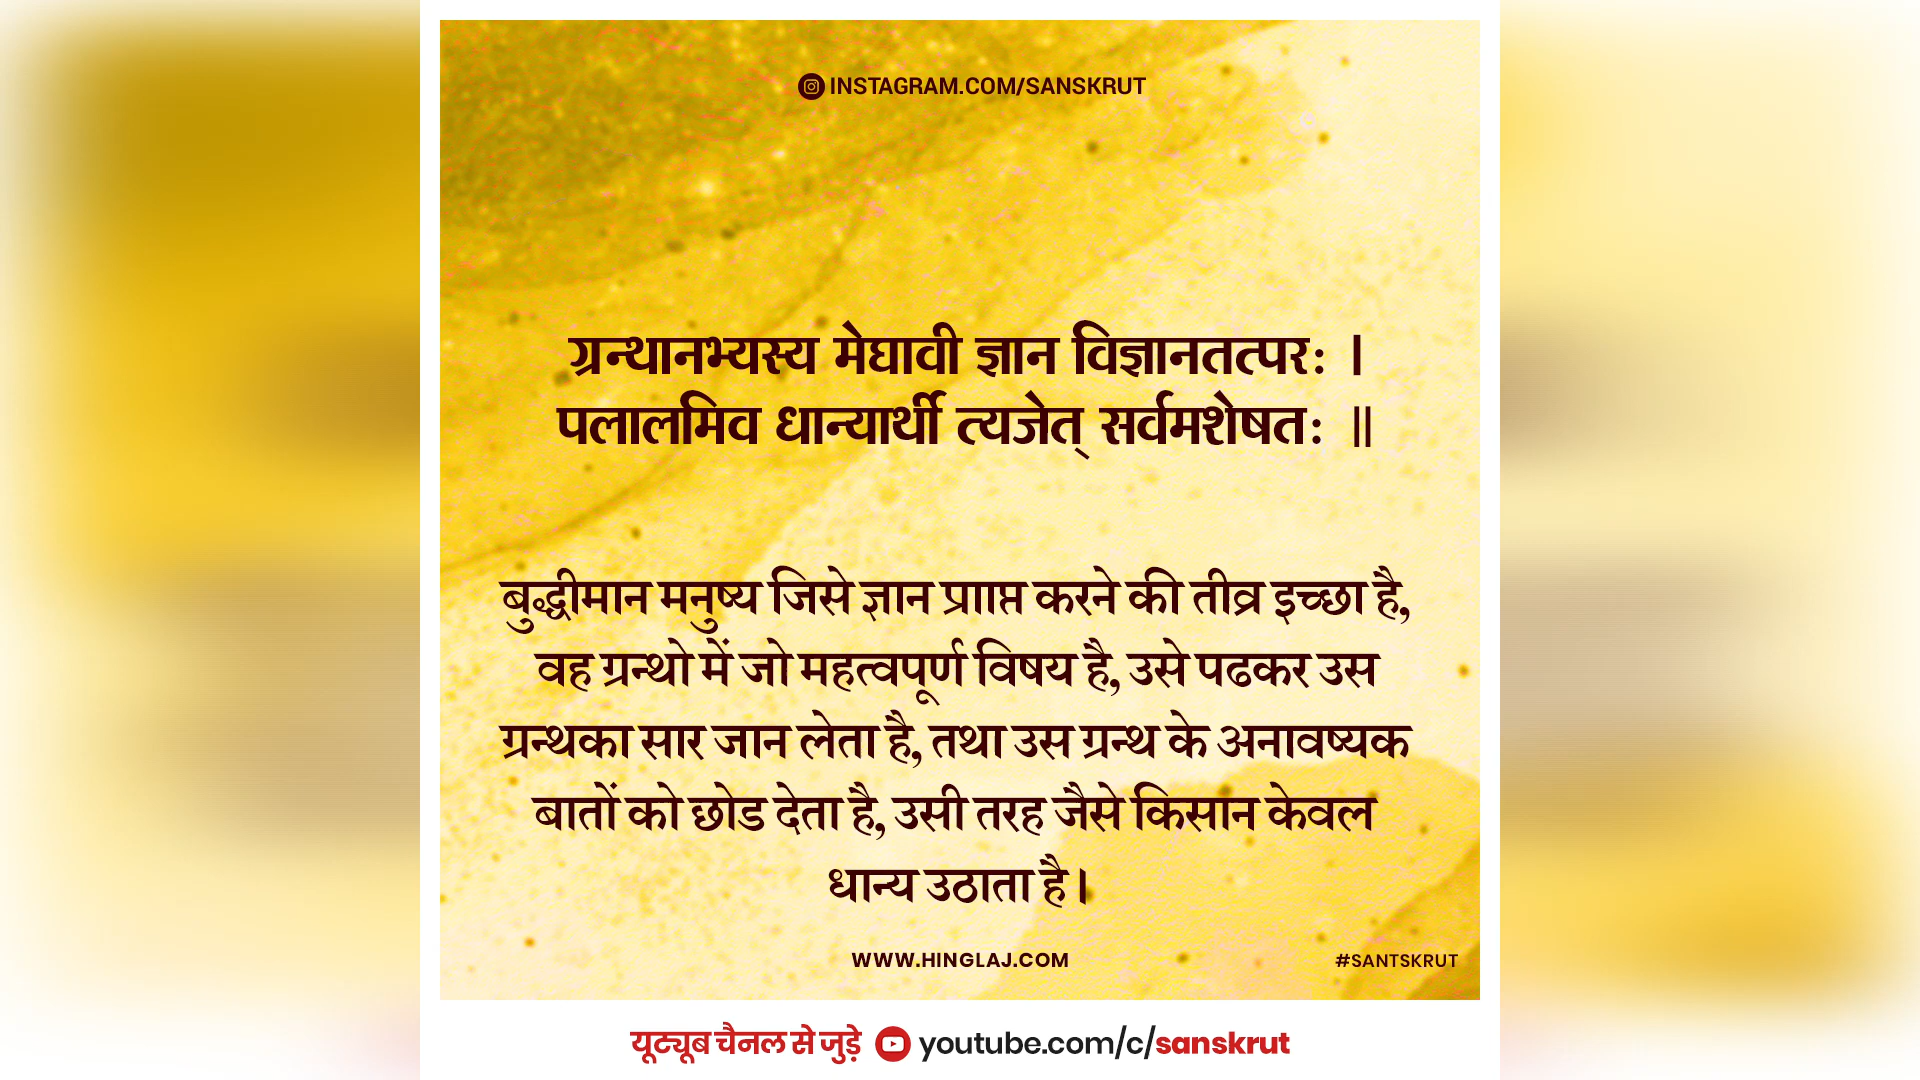 INSTAGRAM.COM/SANSKRUT
ग्रन्थानभ्यस्य मेघावी ज्ञान विज्ञानतत्परः ।
पलालमिव धान्यार्थी त्यजेत् सर्वमशेषतः ॥
बुद्धीमान मनुष्य जिसे ज्ञान प्रााप्त करने की तीव्र इच्छा है,
वह ग्रन्थो में जो महत्वपूर्ण विषय है, उसे पढकर उस
ग्रन्थका सार जान लेता है, तथा उस ग्रन्थ के अनावष्यक
बातों को छोड देता है, उसी तरह जैसे किसान केवल
धान्य उठाता है।
WWW.HINGLAJ.COM
#SANTSKRUT
यूट्यूब चैनल से जुड़े youtube.com/c/sanskrut